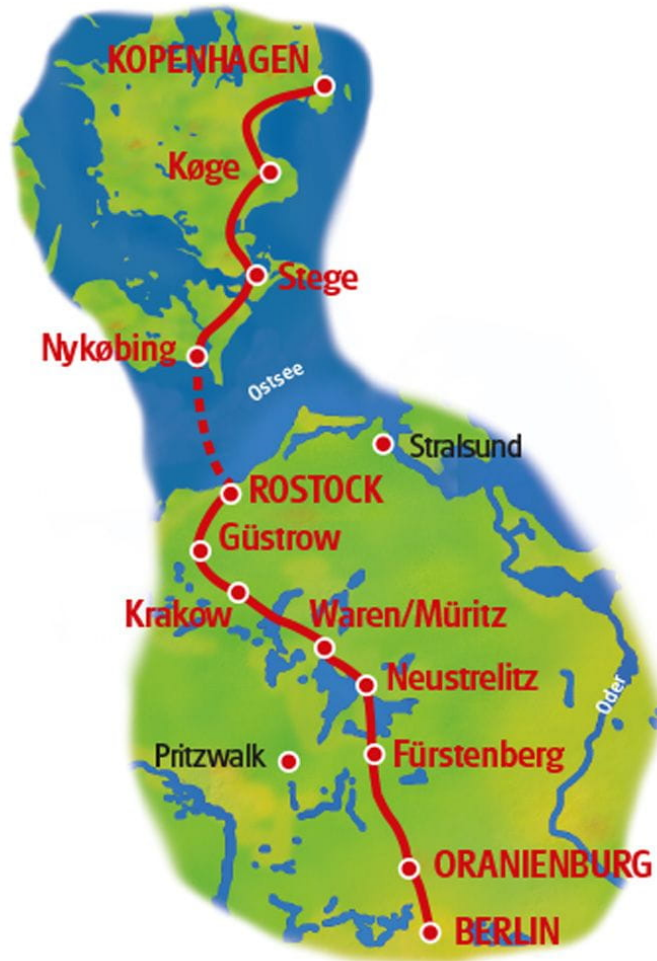 KOPENHAGEN
Køge
Stege
Nykøbing
Ostsee
Stralsund
ROSTOCK
Güstrow
Krakow
Waren/Müritz
Neustrelitz
Oder
Pritzwalk
Fürstenberg
ORANIENBURG
BERLIN